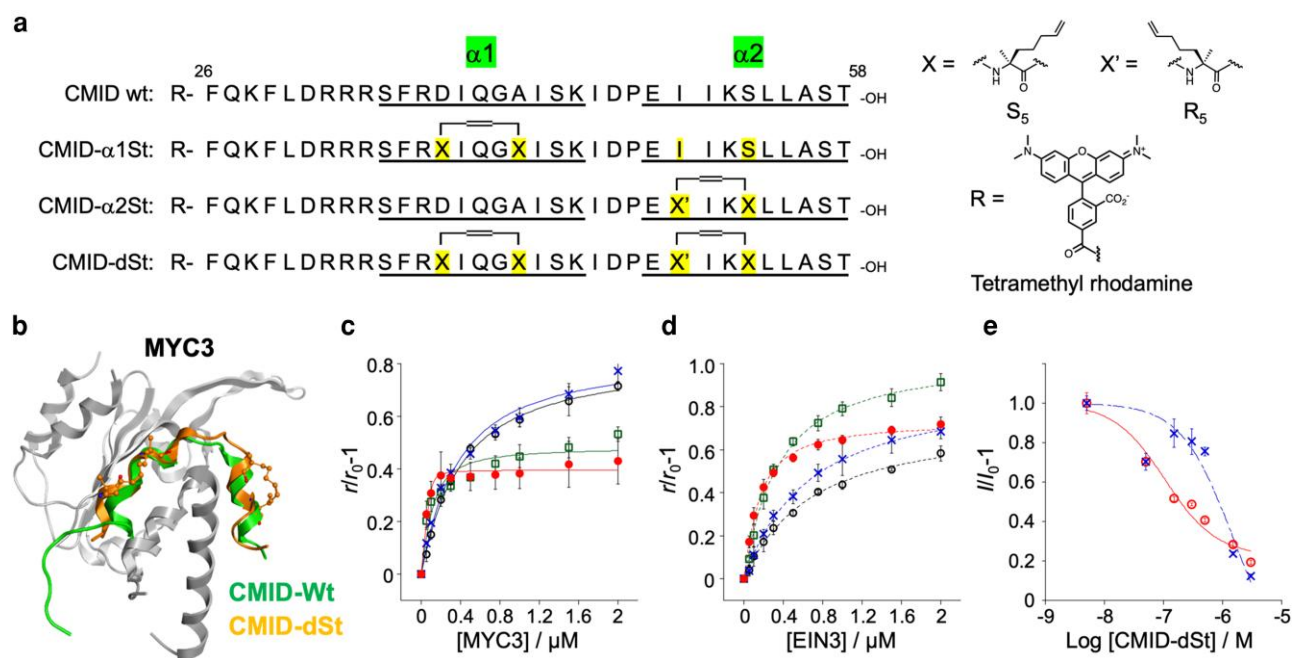 a
α1 α2
26 58
CMID wt: R- F Q K F L D R R R S F R D I Q G A I S K I D P E I I K S L L A S T -OH
CMID-α1St: R- F Q K F L D R R R S F R X I Q G X I S K I D P E I I K S L L A S T -OH
CMID-α2St: R- F Q K F L D R R R S F R D I Q G A I S K I D P E X' I K X L L A S T -OH
CMID-dSt: R- F Q K F L D R R R S F R X I Q G X I S K I D P E X' I K X L L A S T -OH
X = N H O S5
X' = N H O R5
R = N O N+ CO2- O
Tetramethyl rhodamine
b
MYC3
CMID-Wt
CMID-dSt
c
r/r0-1
0.8
0.6
0.4
0.2
0
0 0.4 0.8 1.2 1.6 2
[MYC3] / μM
d
r/r0-1
1.0
0.8
0.6
0.4
0.2
0
0 0.4 0.8 1.2 1.6 2
[EIN3] / μM
e
I/I0-1
1.0
0.8
0.6
0.4
0.2
0
-9 -8 -7 -6 -5
Log [CMID-dSt] / M